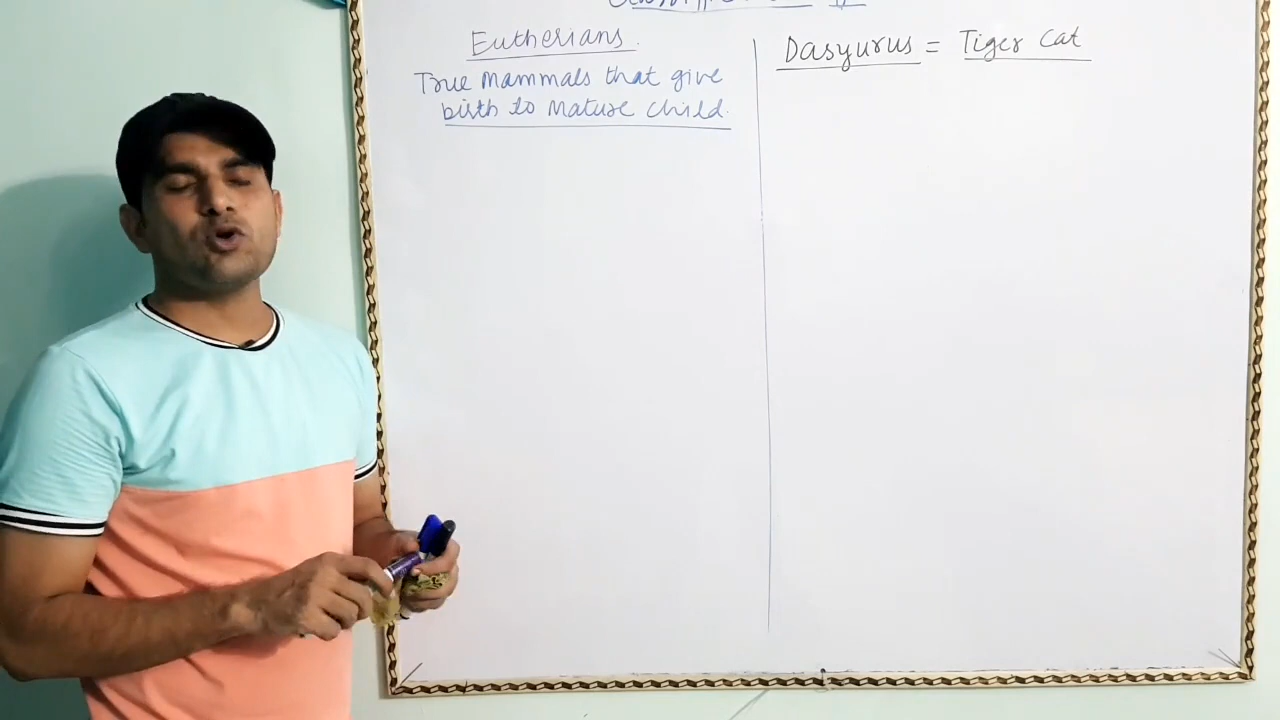 Eutherians.
True mammals that give
birth to mature child.
Dasyurus = Tiger cat